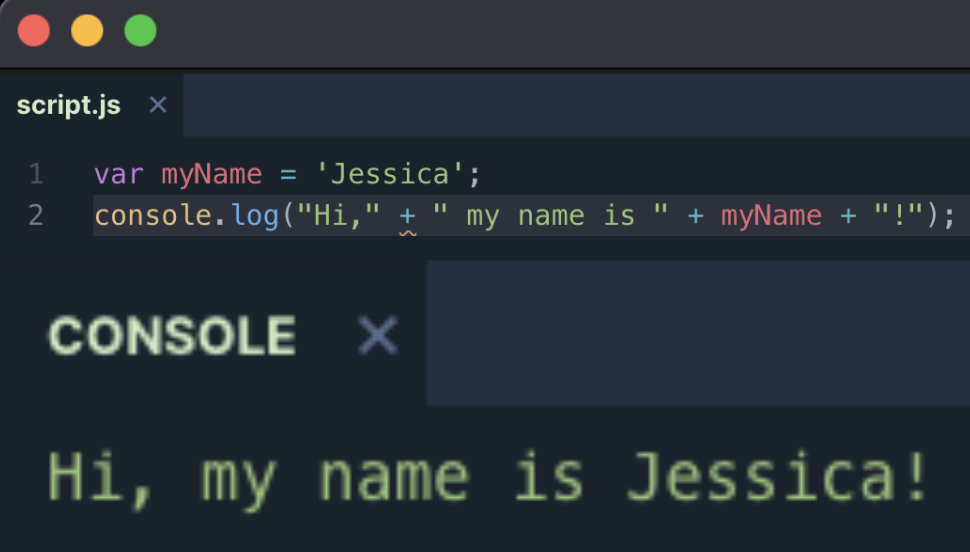 script.js ×
1 var myName = 'Jessica';
2 console.log("Hi," + " my name is " + myName + "!");
CONSOLE ×
Hi, my name is Jessica!